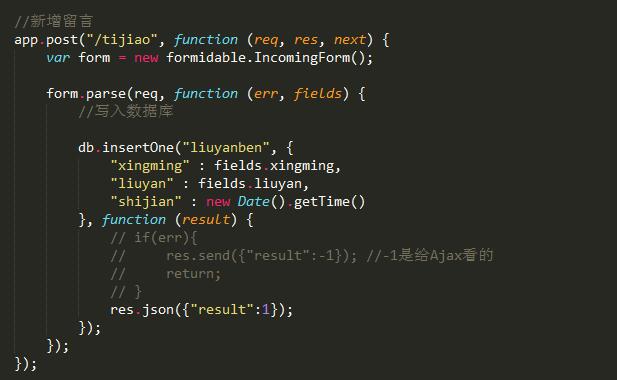 //新增留言
app.post("/tijiao", function (req, res, next) {
    var form = new formidable.IncomingForm();

    form.parse(req, function (err, fields) {
        //写入数据库

        db.insertOne("liuyanben", {
            "xingming" : fields.xingming,
            "liuyan" : fields.liuyan,
            "shijian" : new Date().getTime()
        }, function (result) {
            // if(err){
            //     res.send({"result":-1}); //-1是给Ajax看的
            //     return;
            // }
            res.json({"result":1});
        });
    });
});